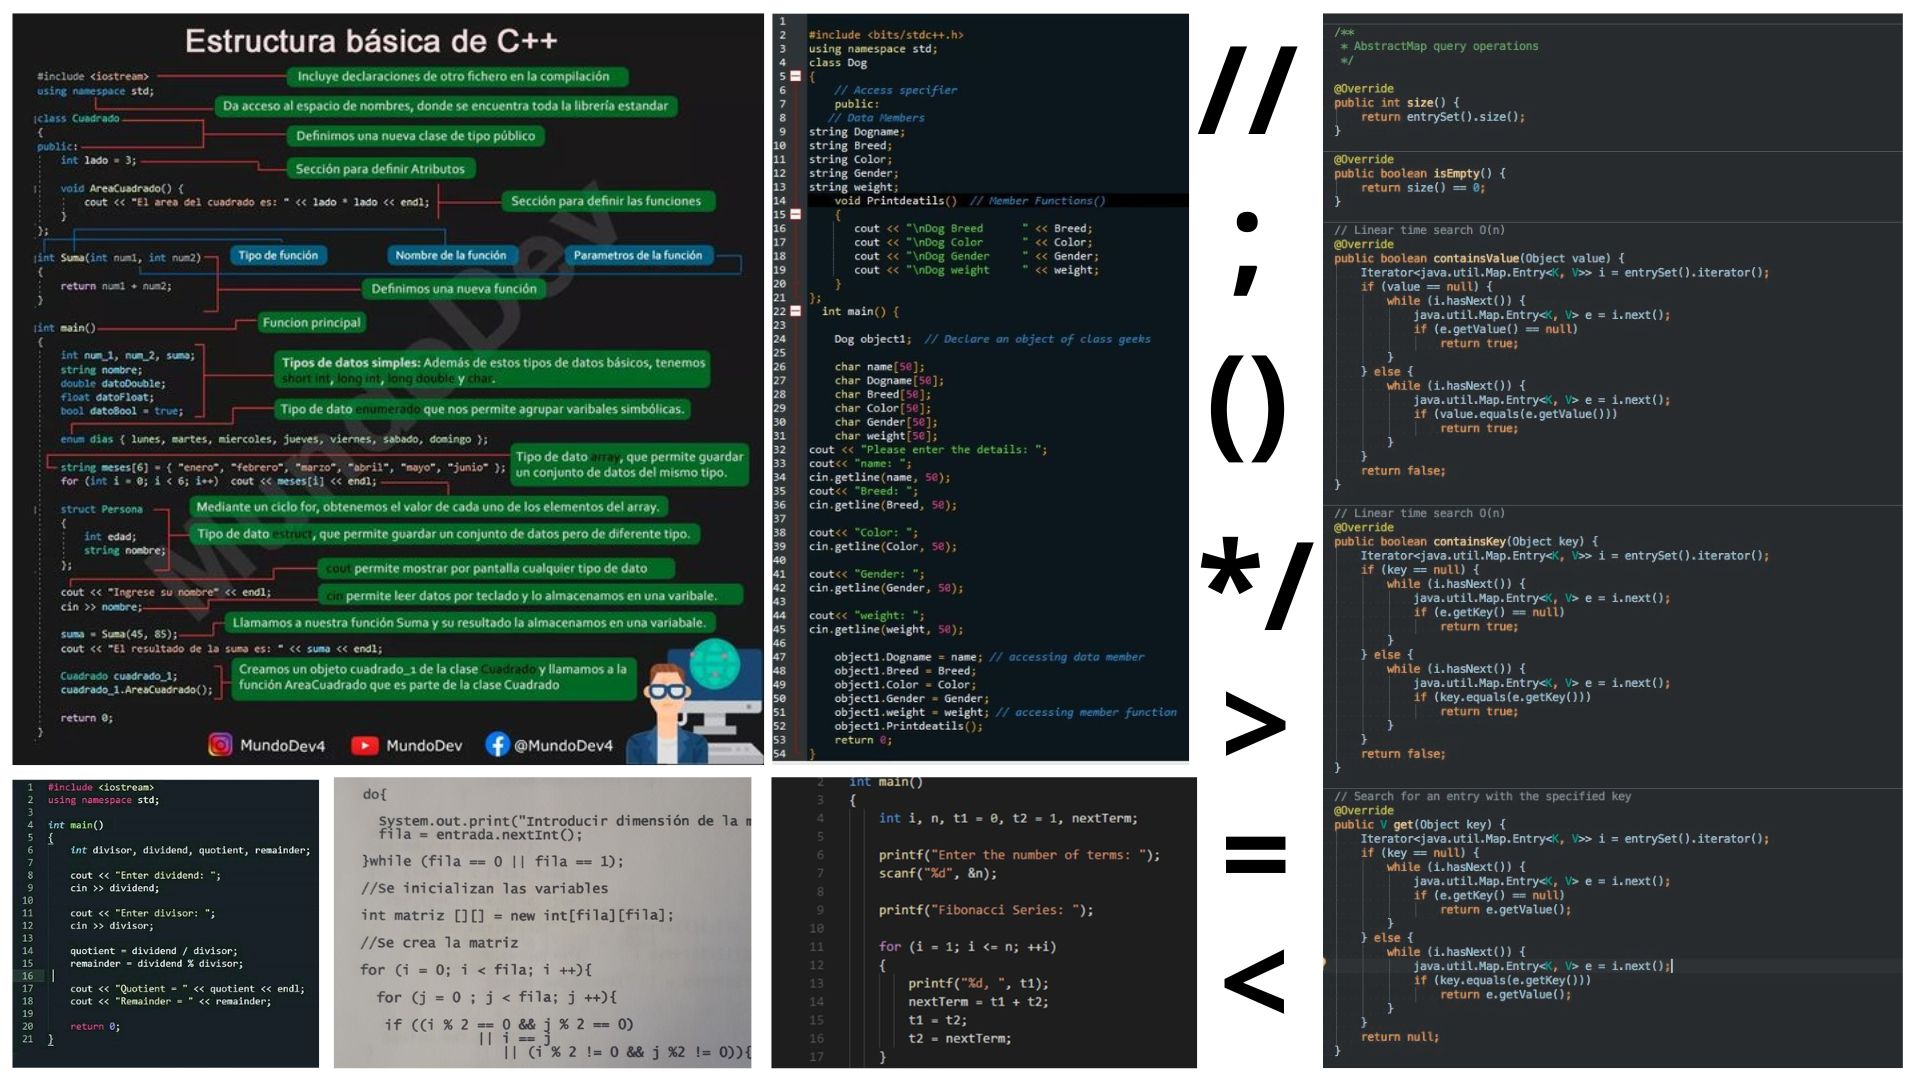 Estructura básica de C++
#include <iostream>
Incluye declaraciones de otro fichero en la compilación
using namespace std;
Da acceso al espacio de nombres, donde se encuentra toda la librería estandar
class Cuadrado
{
Definimos una nueva clase de tipo público
public:
int lado = 3;
Sección para definir Atributos
void AreaCuadrado() {
cout << "El area del cuadrado es: " << lado * lado << endl;
Sección para definir las funciones
}
};
Tipo de función
Nombre de la función
Parametros de la función
int Suma(int num1, int num2)
{
return num1 + num2;
Definimos una nueva función
}
Funcion principal
int main()
{
int num_1, num_2, suma;
string nombre;
double datoDouble;
float datoFloat;
bool datoBool = true;
Tipos de datos simples: Además de estos tipos de datos básicos, tenemos
short int, long int, long double y char.
Tipo de dato enumerado que nos permite agrupar varibales simbólicas.
enum dias { lunes, martes, miercoles, jueves, viernes, sabado, domingo };
Tipo de dato array, que permite guardar
un conjunto de datos del mismo tipo.
string meses[6] = { "enero", "febrero", "marzo", "abril", "mayo", "junio" };
for (int i = 0; i < 6; i++) cout << meses[i] << endl;
Mediante un ciclo for, obtenemos el valor de cada uno de los elementos del array.
struct Persona
{
int edad;
string nombre;
};
Tipo de dato estruct, que permite guardar un conjunto de datos pero de diferente tipo.
cout permite mostrar por pantalla cualquier tipo de dato
cout << "Ingrese su nombre" << endl;
cin >> nombre;
cin permite leer datos por teclado y lo almacenamos en una varibale.
Llamamos a nuestra función Suma y su resultado la almacenamos en una variabale.
suma = Suma(45, 85);
cout << "El resultado de la suma es: " << suma << endl;
Creamos un objeto cuadrado_1 de la clase Cuadrado y llamamos a la
función AreaCuadrado que es parte de la clase Cuadrado
Cuadrado cuadrado_1;
cuadrado_1.AreaCuadrado();
return 0;
}
MundoDev
MundoDev4
MundoDev
@MundoDev4
1
2 #include <bits/stdc++.h>
3 using namespace std;
4 class Dog
5 {
6 // Access specifier
7 public:
8 // Data Members
9 string Dogname;
10 string Breed;
11 string Color;
12 string Gender;
13 string weight;
14 void Printdeatils() // Member Functions()
15 {
16 cout << "\nDog Breed " << Breed;
17 cout << "\nDog Color " << Color;
18 cout << "\nDog Gender " << Gender;
19 cout << "\nDog weight " << weight;
20 }
21 };
22 int main() {
23
24 Dog object1; // Declare an object of class geeks
25
26 char name[50];
27 char Dogname[50];
28 char Breed[50];
29 char Color[50];
30 char Gender[50];
31 char weight[50];
32 cout << "Please enter the details: ";
33 cout<< "name: ";
34 cin.getline(name, 50);
35 cout<< "Breed: ";
36 cin.getline(Breed, 50);
37
38 cout<< "Color: ";
39 cin.getline(Color, 50);
40
41 cout<< "Gender: ";
42 cin.getline(Gender, 50);
43
44 cout<< "weight: ";
45 cin.getline(weight, 50);
46
47 object1.Dogname = name; // accessing data member
48 object1.Breed = Breed;
49 object1.Color = Color;
50 object1.Gender = Gender;
51 object1.weight = weight; // accessing member function
52 object1.Printdeatils();
53 return 0;
54 }
//
;
()
*/
>
=
<
/**
* AbstractMap query operations
*/
@Override
public int size() {
return entrySet().size();
}
@Override
public boolean isEmpty() {
return size() == 0;
}
// Linear time search O(n)
@Override
public boolean containsValue(Object value) {
Iterator<java.util.Map.Entry<K, V>> i = entrySet().iterator();
if (value == null) {
while (i.hasNext()) {
java.util.Map.Entry<K, V> e = i.next();
if (e.getValue() == null)
return true;
}
} else {
while (i.hasNext()) {
java.util.Map.Entry<K, V> e = i.next();
if (value.equals(e.getValue()))
return true;
}
}
return false;
}
// Linear time search O(n)
@Override
public boolean containsKey(Object key) {
Iterator<java.util.Map.Entry<K, V>> i = entrySet().iterator();
if (key == null) {
while (i.hasNext()) {
java.util.Map.Entry<K, V> e = i.next();
if (e.getKey() == null)
return true;
}
} else {
while (i.hasNext()) {
java.util.Map.Entry<K, V> e = i.next();
if (key.equals(e.getKey()))
return true;
}
}
return false;
}
// Search for an entry with the specified key
@Override
public V get(Object key) {
Iterator<java.util.Map.Entry<K, V>> i = entrySet().iterator();
if (key == null) {
while (i.hasNext()) {
java.util.Map.Entry<K, V> e = i.next();
if (e.getKey() == null)
return e.getValue();
}
} else {
while (i.hasNext()) {
java.util.Map.Entry<K, V> e = i.next();
if (key.equals(e.getKey()))
return e.getValue();
}
}
return null;
}
1 #include <iostream>
2 using namespace std;
3
4 int main()
5 {
6 int divisor, dividend, quotient, remainder;
7
8 cout << "Enter dividend: ";
9 cin >> dividend;
10
11 cout << "Enter divisor: ";
12 cin >> divisor;
13
14 quotient = dividend / divisor;
15 remainder = dividend % divisor;
16
17 cout << "Quotient = " << quotient << endl;
18 cout << "Remainder = " << remainder;
19
20 return 0;
21 }
do{
System.out.print("Introducir dimensión de la m
fila = entrada.nextInt();
}while (fila == 0 || fila == 1);
//Se inicializan las variables
int matriz [][] = new int[fila][fila];
//Se crea la matriz
for (i = 0; i < fila; i ++){
for (j = 0 ; j < fila; j ++){
if ((i % 2 == 0 && j % 2 == 0)
|| i == j
|| (i % 2 != 0 && j %2 != 0)){
2 int main()
3 {
4 int i, n, t1 = 0, t2 = 1, nextTerm;
5
6 printf("Enter the number of terms: ");
7 scanf("%d", &n);
8
9 printf("Fibonacci Series: ");
10
11 for (i = 1; i <= n; ++i)
12 {
13 printf("%d, ", t1);
14 nextTerm = t1 + t2;
15 t1 = t2;
16 t2 = nextTerm;
17 }